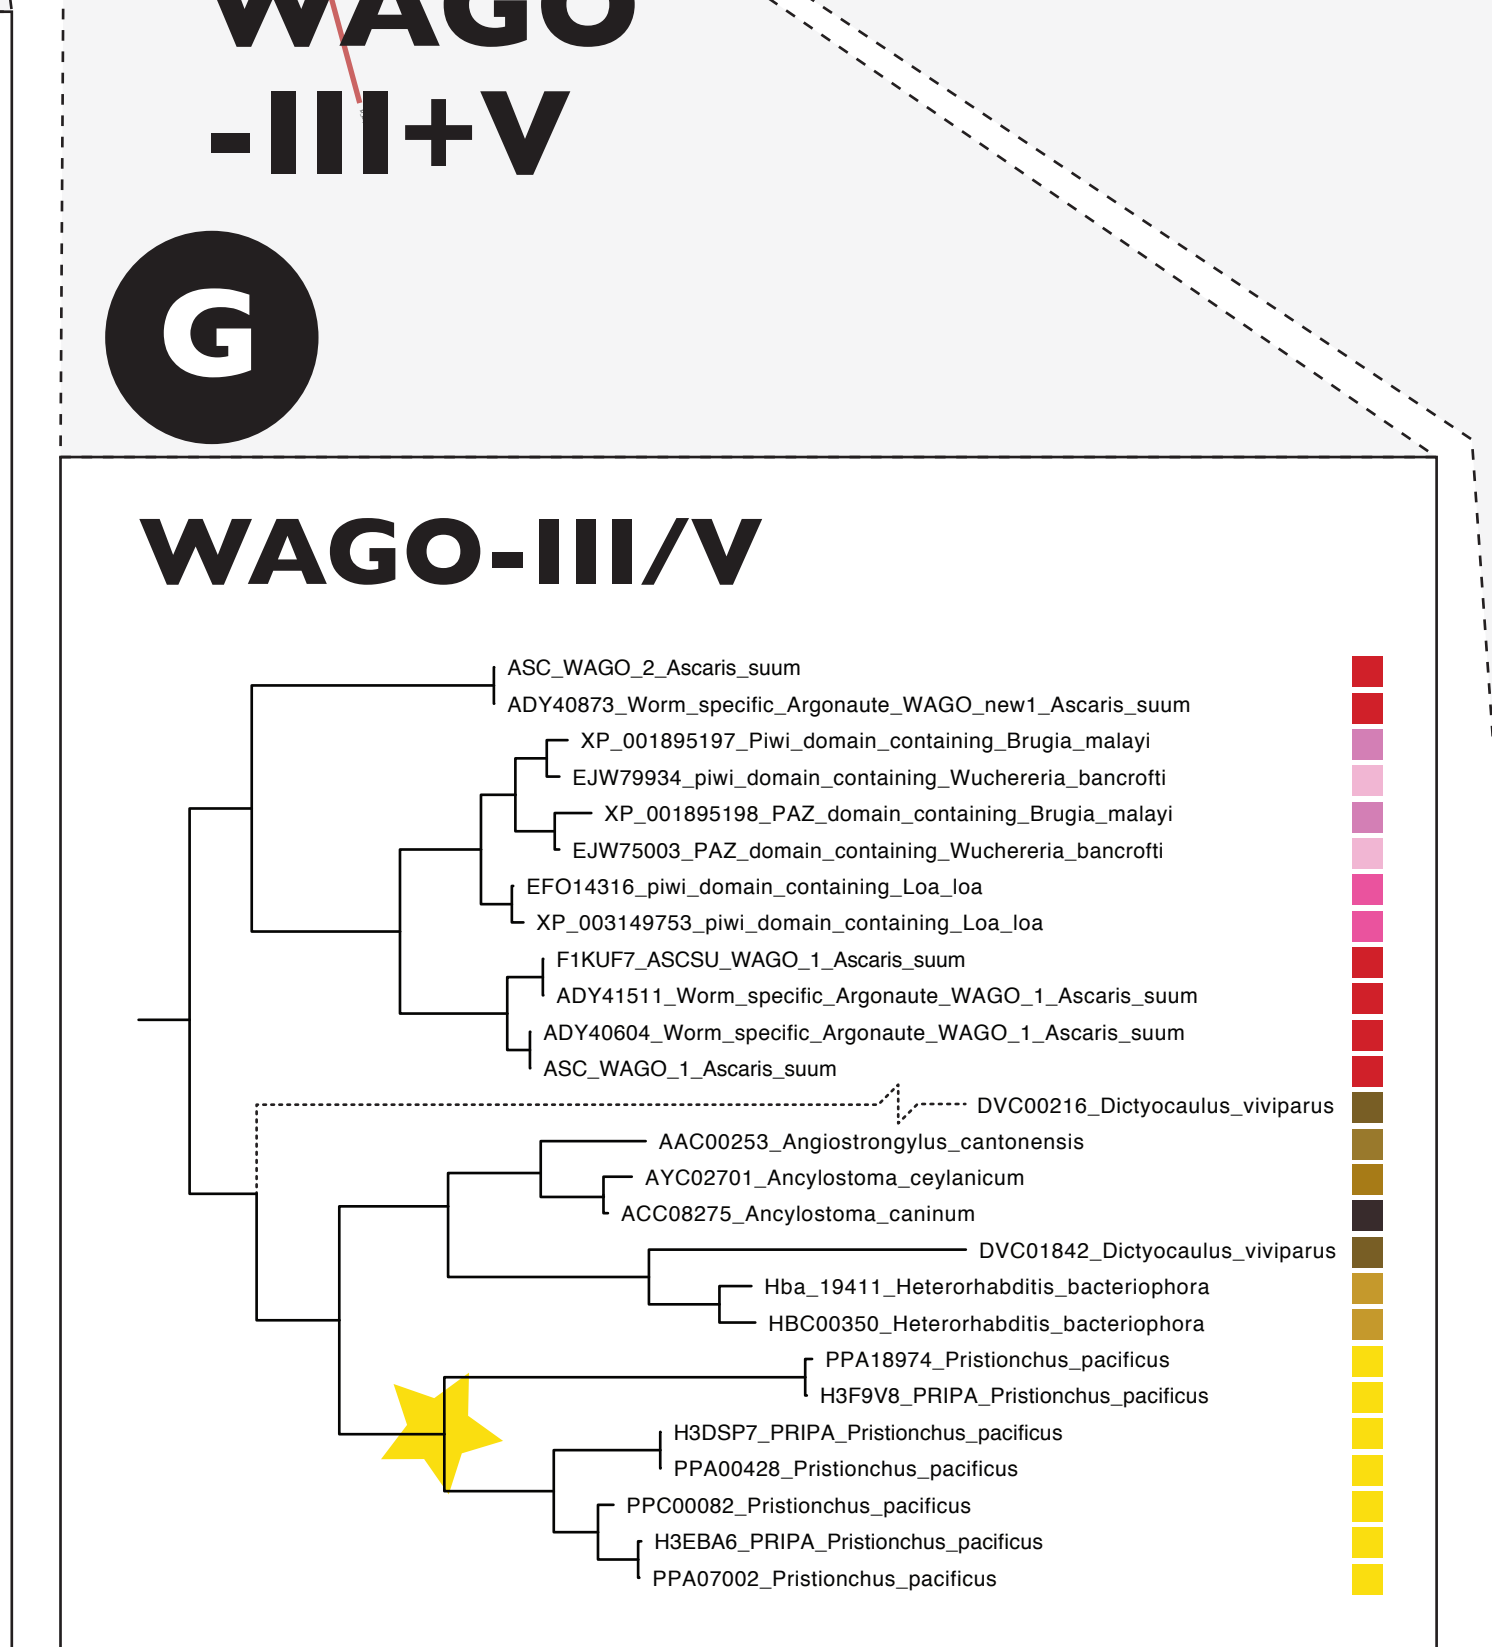 WAGO
-III+V
G
WAGO-III/V
ASC_WAGO_2_Ascaris_suum
ADY40873_Worm_specific_Argonaute_WAGO_new1_Ascaris_suum
XP_001895197_Piwi_domain_containing_Brugia_malayi
EJW79934_piwi_domain_containing_Wuchereria_bancrofti
XP_001895198_PAZ_domain_containing_Brugia_malayi
EJW75003_PAZ_domain_containing_Wuchereria_bancrofti
EFO14316_piwi_domain_containing_Loa_loa
XP_003149753_piwi_domain_containing_Loa_loa
F1KUF7_ASCSU_WAGO_1_Ascaris_suum
ADY41511_Worm_specific_Argonaute_WAGO_1_Ascaris_suum
ADY40604_Worm_specific_Argonaute_WAGO_1_Ascaris_suum
ASC_WAGO_1_Ascaris_suum
DVC00216_Dictyocaulus_viviparus
AAC00253_Angiostrongylus_cantonensis
AYC02701_Ancylostoma_ceylanicum
ACC08275_Ancylostoma_caninum
DVC01842_Dictyocaulus_viviparus
Hba_19411_Heterorhabditis_bacteriophora
HBC00350_Heterorhabditis_bacteriophora
PPA18974_Pristionchus_pacificus
H3F9V8_PRIPA_Pristionchus_pacificus
H3DSP7_PRIPA_Pristionchus_pacificus
PPA00428_Pristionchus_pacificus
PPC00082_Pristionchus_pacificus
H3EBA6_PRIPA_Pristionchus_pacificus
PPA07002_Pristionchus_pacificus